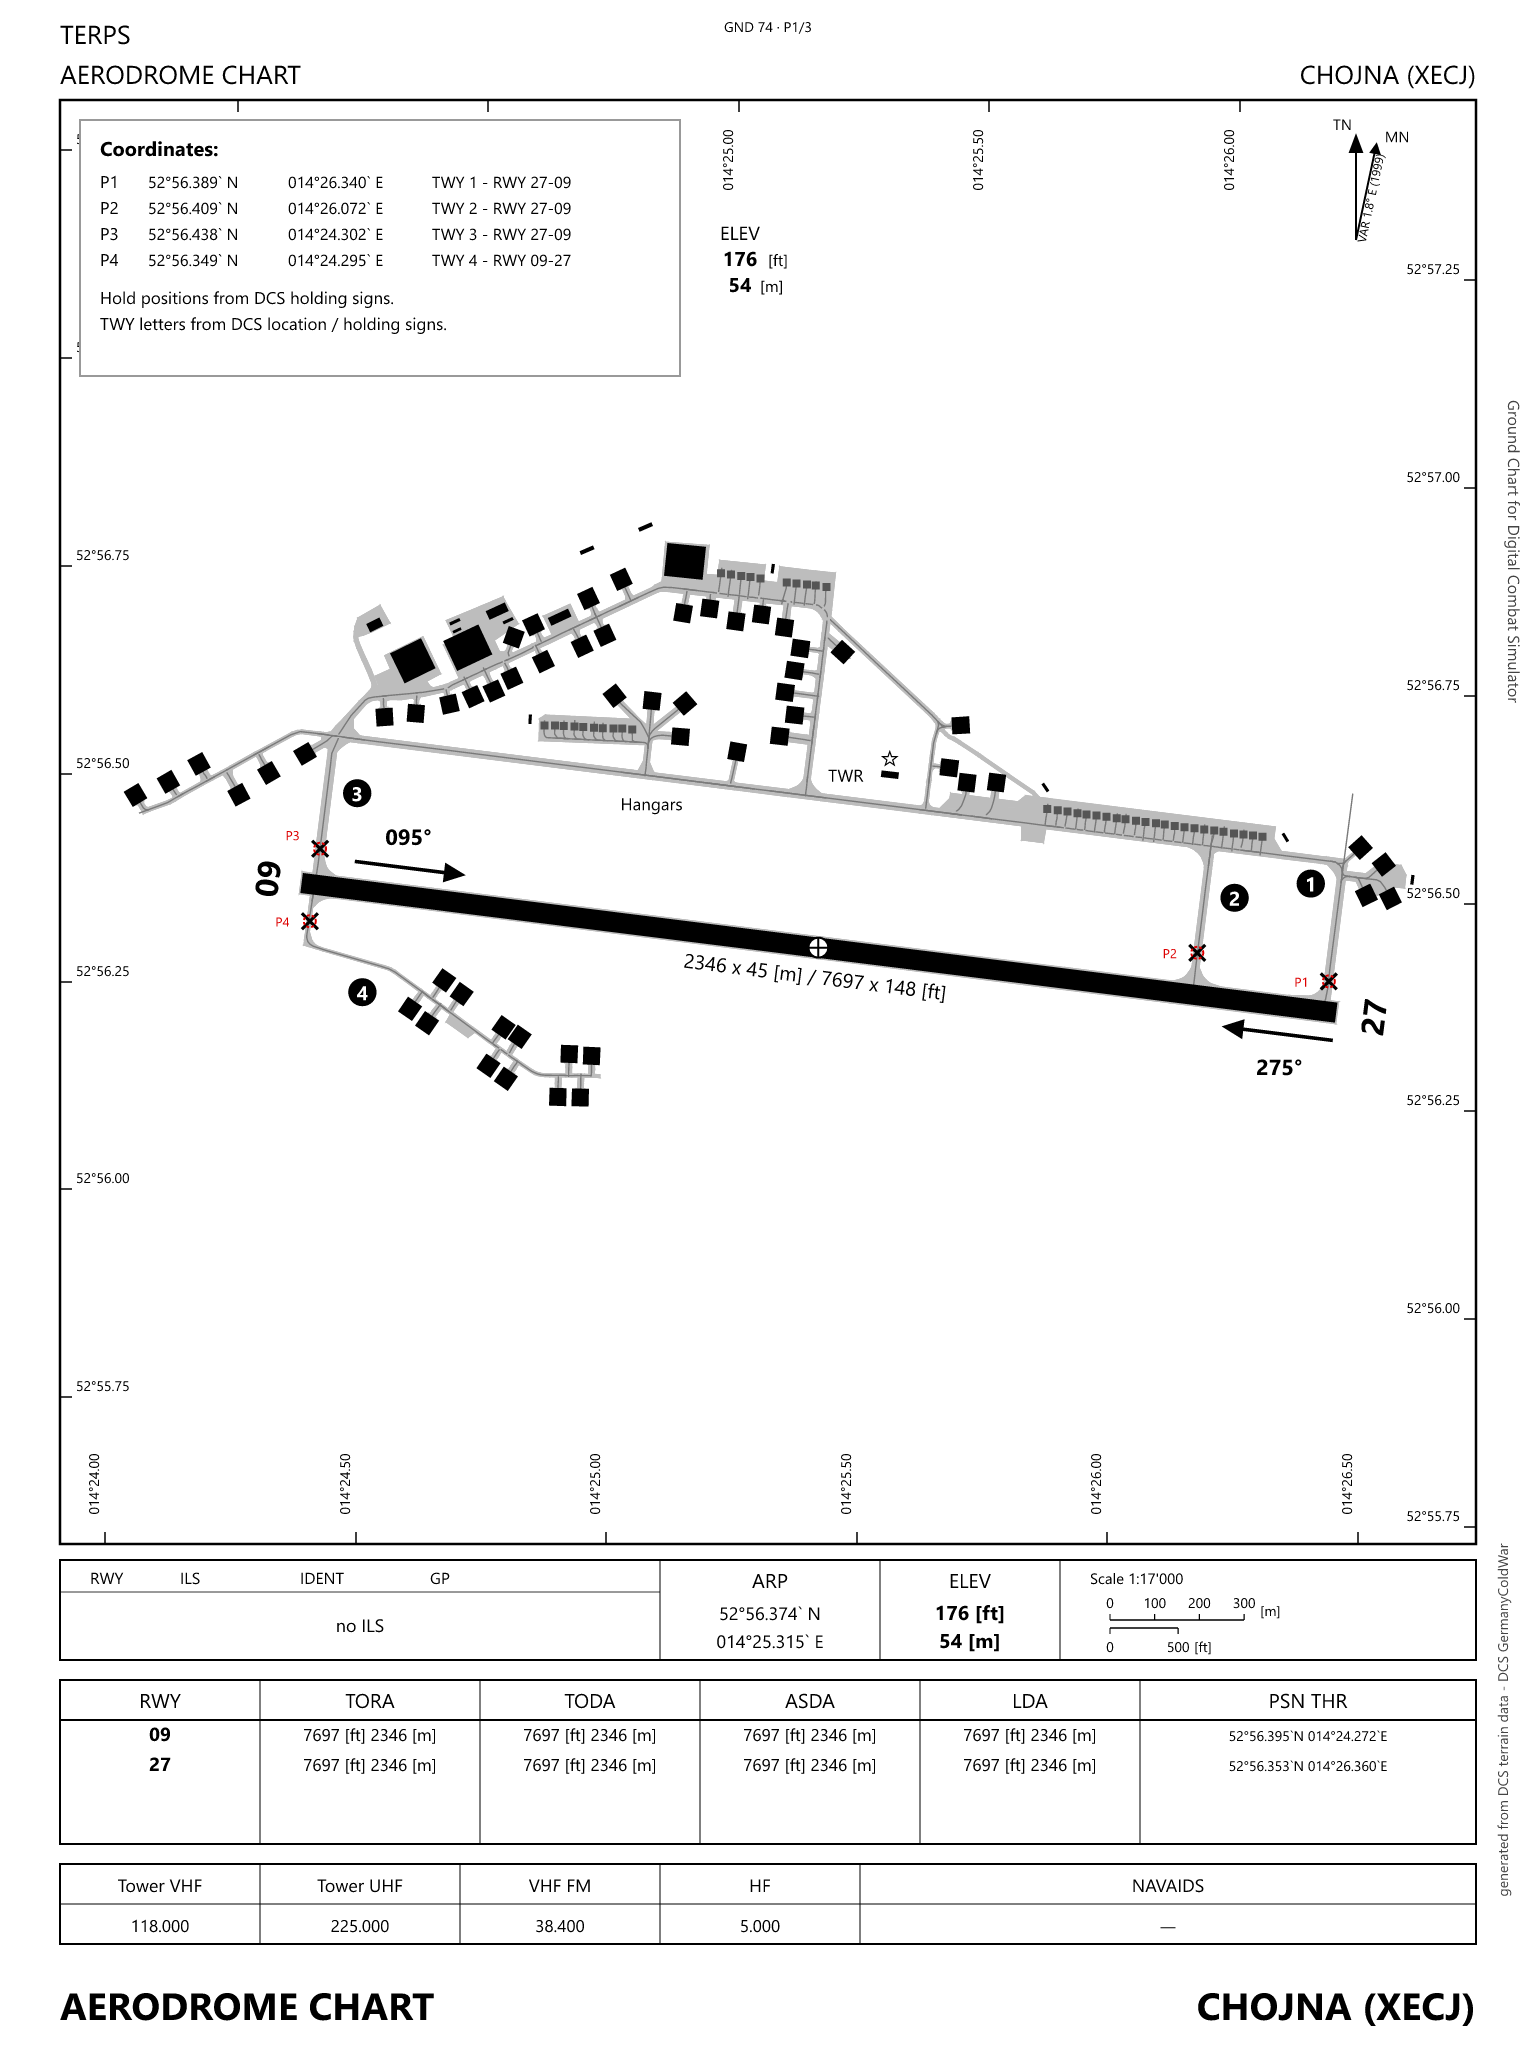 GND 74 · P1/3
TERPS
AERODROME CHART
CHOJNA (XECJ)
Coordinates:
P1 52°56.389` N 014°26.340` E TWY 1 - RWY 27-09
P2 52°56.409` N 014°26.072` E TWY 2 - RWY 27-09
P3 52°56.438` N 014°24.302` E TWY 3 - RWY 27-09
P4 52°56.349` N 014°24.295` E TWY 4 - RWY 09-27
Hold positions from DCS holding signs.
TWY letters from DCS location / holding signs.
014°25.00
014°25.50
014°26.00
TN
MN
VAR 1.8° E (1999)
ELEV
176 [ft]
54 [m]
52°57.25
52°57.00
52°56.75
52°56.75
52°56.50
TWR
Hangars
3
P3
095°
09
1
2
52°56.50
P4
P2
2346 x 45 [m] / 7697 x 148 [ft]
52°56.25
P1
4
27
275°
52°56.25
52°56.00
52°56.00
52°55.75
014°24.00
014°24.50
014°25.00
014°25.50
014°26.00
014°26.50
52°55.75
Ground Chart for Digital Combat Simulator
generated from DCS terrain data - DCS GermanyColdWar
RWY ILS IDENT GP
no ILS
ARP
52°56.374` N
014°25.315` E
ELEV
176 [ft]
54 [m]
Scale 1:17'000
0 100 200 300 [m]
0 500 [ft]
RWY TORA TODA ASDA LDA PSN THR
09 7697 [ft] 2346 [m] 7697 [ft] 2346 [m] 7697 [ft] 2346 [m] 7697 [ft] 2346 [m] 52°56.395`N 014°24.272`E
27 7697 [ft] 2346 [m] 7697 [ft] 2346 [m] 7697 [ft] 2346 [m] 7697 [ft] 2346 [m] 52°56.353`N 014°26.360`E
Tower VHF Tower UHF VHF FM HF NAVAIDS
118.000 225.000 38.400 5.000 —
AERODROME CHART
CHOJNA (XECJ)